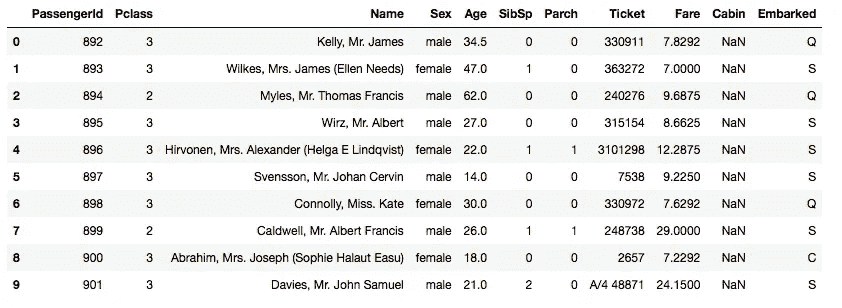 PassengerId Pclass Name Sex Age SibSp Parch Ticket Fare Cabin Embarked
0 892 3 Kelly, Mr. James male 34.5 0 0 330911 7.8292 NaN Q
1 893 3 Wilkes, Mrs. James (Ellen Needs) female 47.0 1 0 363272 7.0000 NaN S
2 894 2 Myles, Mr. Thomas Francis male 62.0 0 0 240276 9.6875 NaN Q
3 895 3 Wirz, Mr. Albert male 27.0 0 0 315154 8.6625 NaN S
4 896 3 Hirvonen, Mrs. Alexander (Helga E Lindqvist) female 22.0 1 1 3101298 12.2875 NaN S
5 897 3 Svensson, Mr. Johan Cervin male 14.0 0 0 7538 9.2250 NaN S
6 898 3 Connolly, Miss. Kate female 30.0 0 0 330972 7.6292 NaN Q
7 899 2 Caldwell, Mr. Albert Francis male 26.0 1 1 248738 29.0000 NaN S
8 900 3 Abrahim, Mrs. Joseph (Sophie Halaut Easu) female 18.0 0 0 2657 7.2292 NaN C
9 901 3 Davies, Mr. John Samuel male 21.0 2 0 A/4 48871 24.1500 NaN S